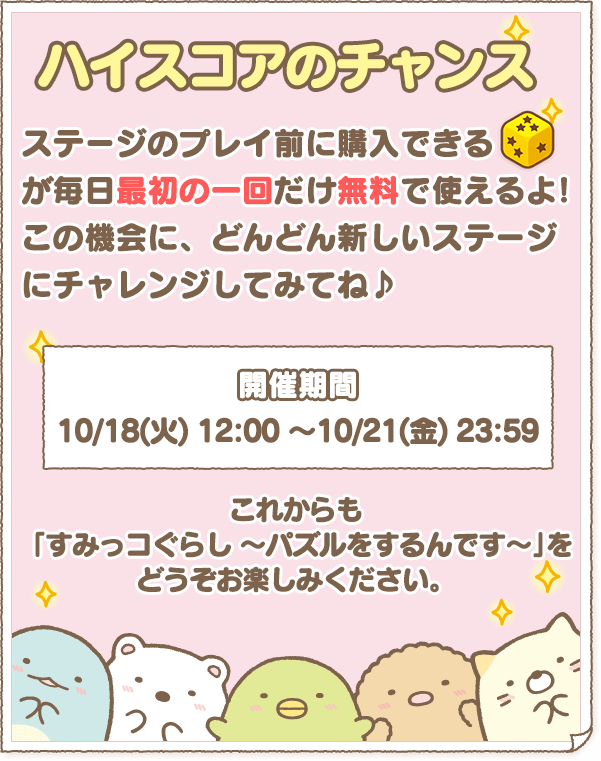 ハイスコアのチャンス
ステージのプレイ前に購入できる
が毎日最初の一回だけ無料で使えるよ!
この機会に、どんどん新しいステージ
にチャレンジしてみてね♪
開催期間
10/18(火) 12:00 ～10/21(金) 23:59
これからも
「すみっコぐらし ～パズルをするんです～」を
どうぞお楽しみください。